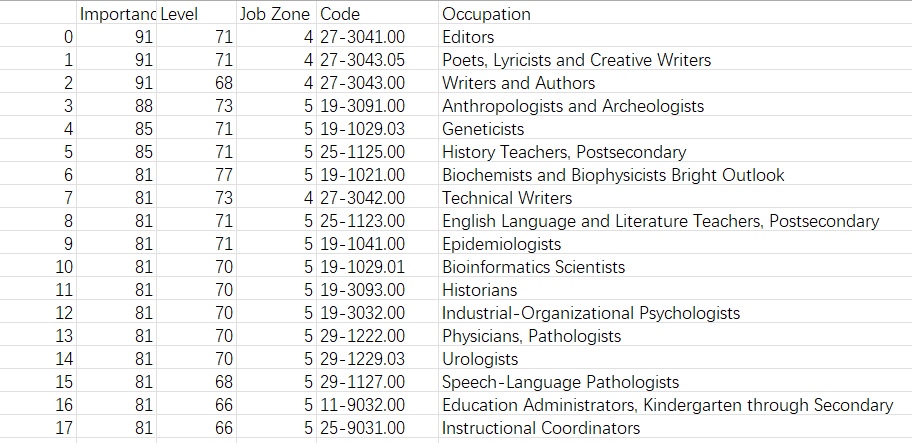 Importanc Level Job Zone Code Occupation
0 91 71 4 27-3041.00 Editors
1 91 71 4 27-3043.05 Poets, Lyricists and Creative Writers
2 91 68 4 27-3043.00 Writers and Authors
3 88 73 5 19-3091.00 Anthropologists and Archeologists
4 85 71 5 19-1029.03 Geneticists
5 85 71 5 25-1125.00 History Teachers, Postsecondary
6 81 77 5 19-1021.00 Biochemists and Biophysicists Bright Outlook
7 81 73 4 27-3042.00 Technical Writers
8 81 71 5 25-1123.00 English Language and Literature Teachers, Postsecondary
9 81 71 5 19-1041.00 Epidemiologists
10 81 70 5 19-1029.01 Bioinformatics Scientists
11 81 70 5 19-3093.00 Historians
12 81 70 5 19-3032.00 Industrial-Organizational Psychologists
13 81 70 5 29-1222.00 Physicians, Pathologists
14 81 70 5 29-1229.03 Urologists
15 81 68 5 29-1127.00 Speech-Language Pathologists
16 81 66 5 11-9032.00 Education Administrators, Kindergarten through Secondary
17 81 66 5 25-9031.00 Instructional Coordinators